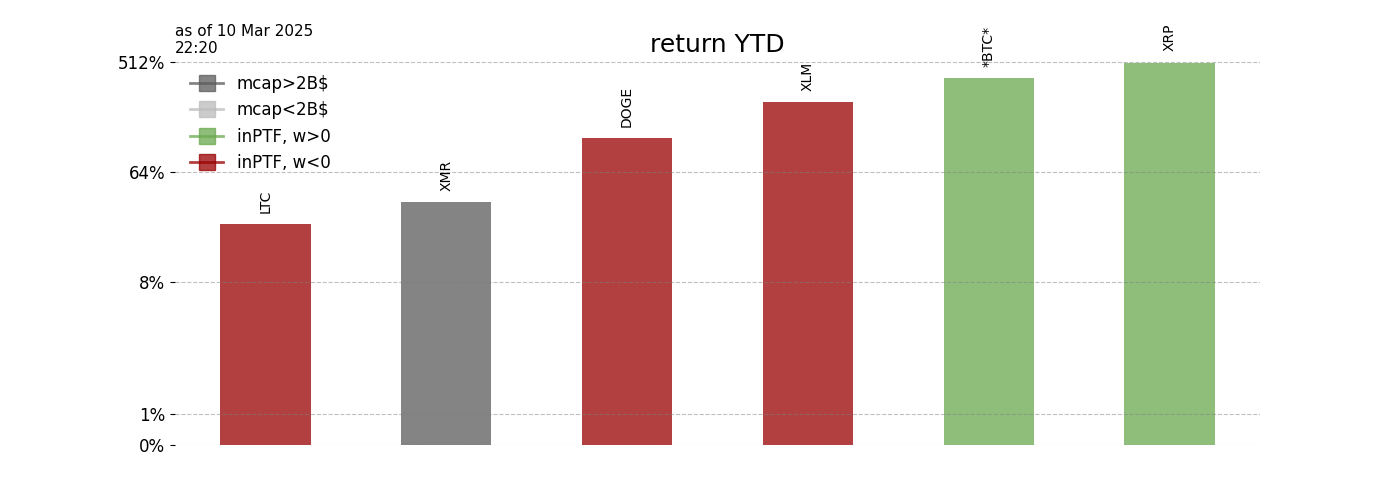 as of 10 Mar 2025
22:20
return YTD
512%
64%
8%
1%
0%
mcap>2B$
mcap<2B$
inPTF, w>0
inPTF, w<0
LTC
XMR
DOGE
XLM
*BTC*
XRP